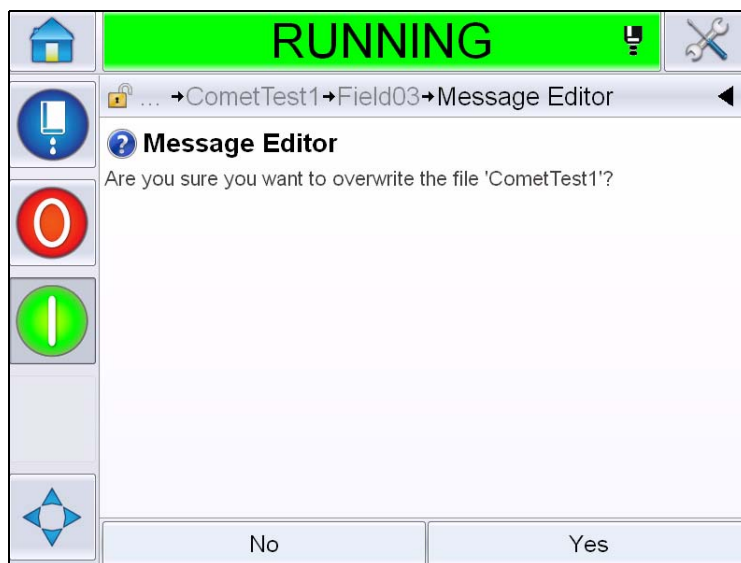 RUNNING
... →CometTest1→Field03→Message Editor
Message Editor
Are you sure you want to overwrite the file 'CometTest1'?
No
Yes